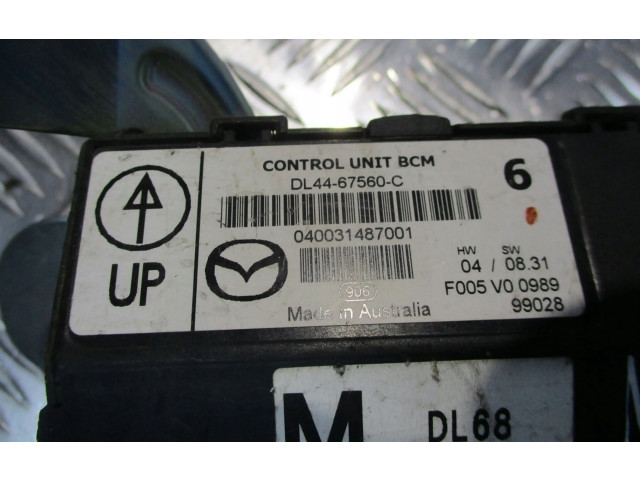 CONTROL UNIT BCM
DL44-67560-C
6
040031487001
UP
HW SW
04 / 08.31
906
F005 V0 0989
Made in Australia
99028
M
DL68